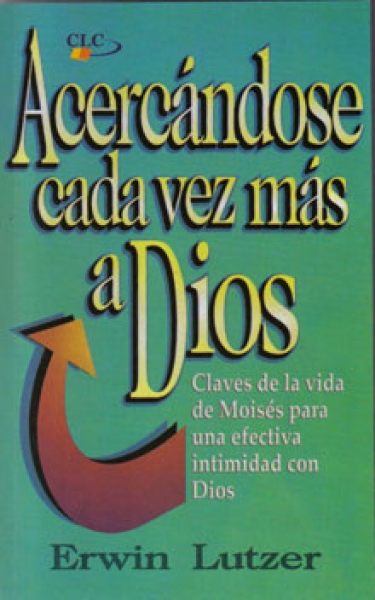 CLC
Acercándose
cada vez más
a Dios
Claves de la vida
de Moisés para
una efectiva
intimidad con
Dios
Erwin Lutzer